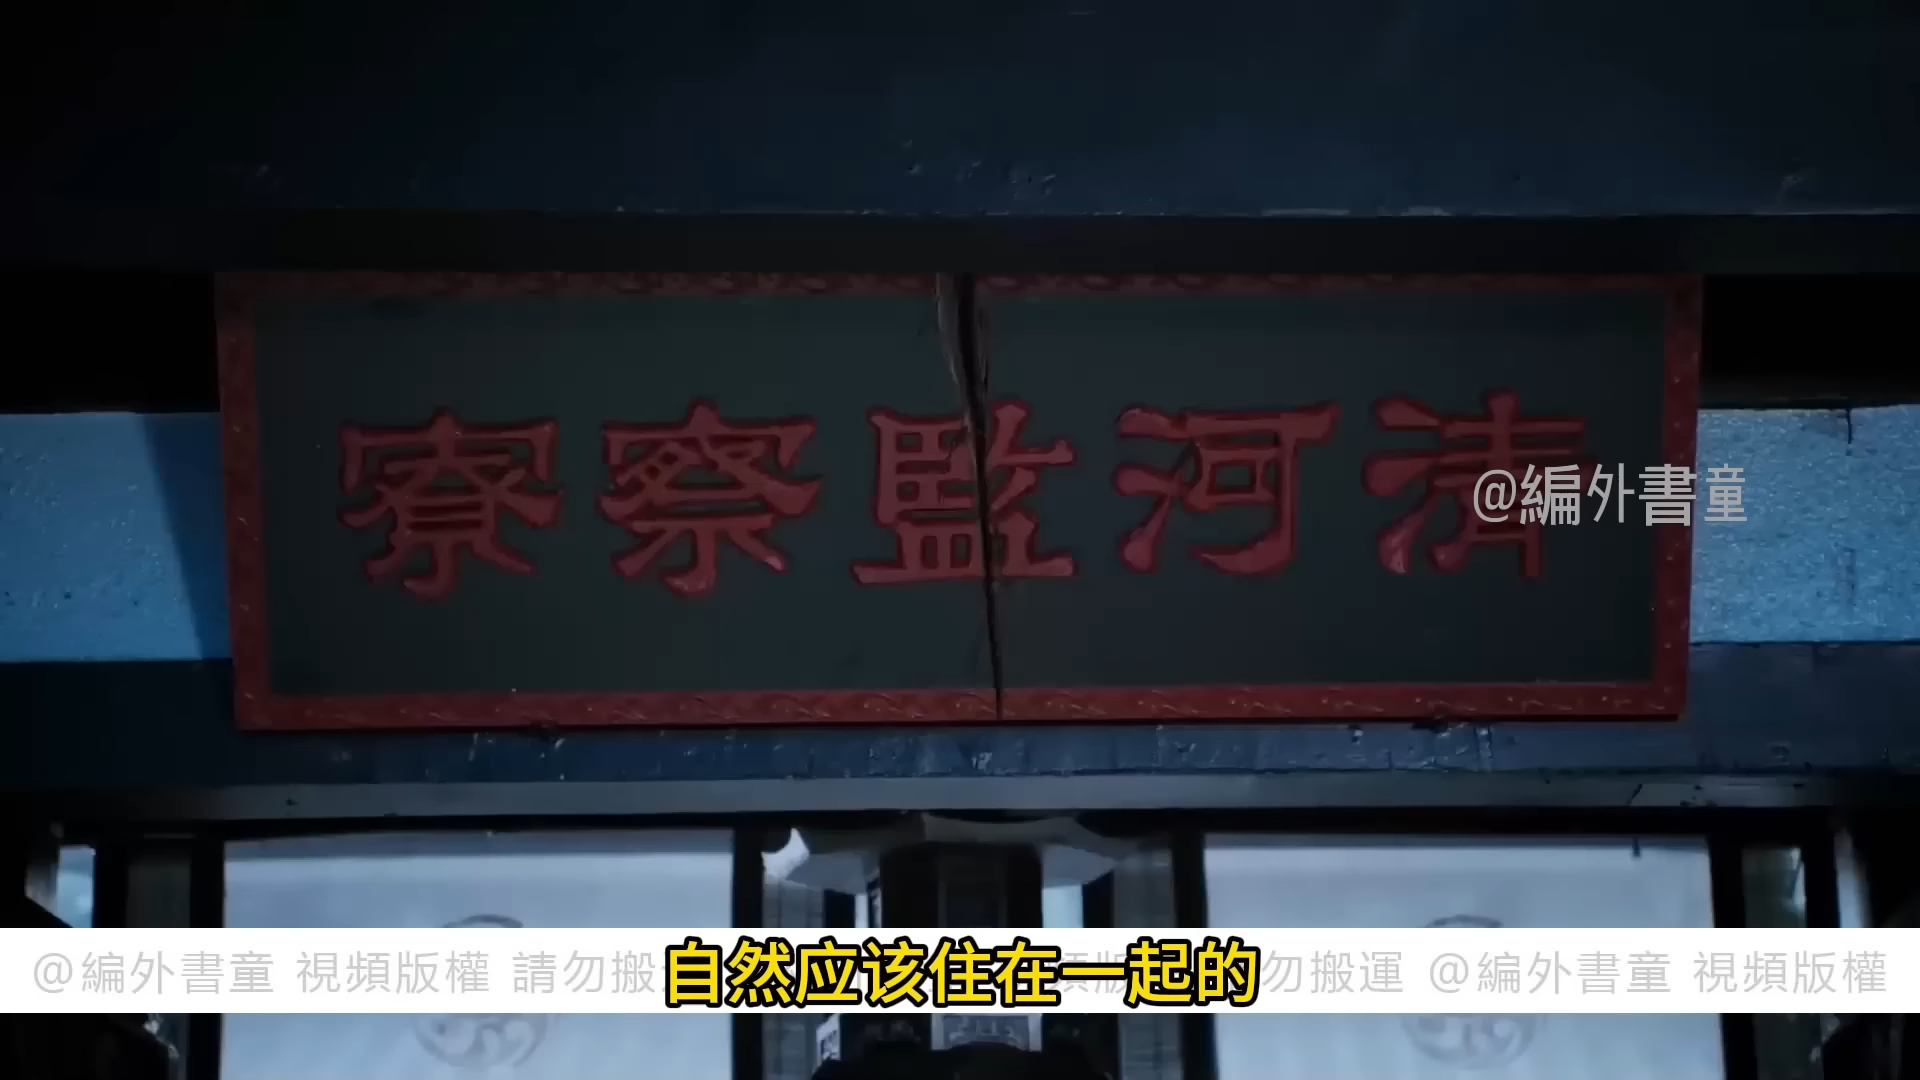 寮察監河清
@編外書童
@編外書童 視頻版權 請勿搬
自然应该住在一起的
勿搬運 @編外書童 視頻版權